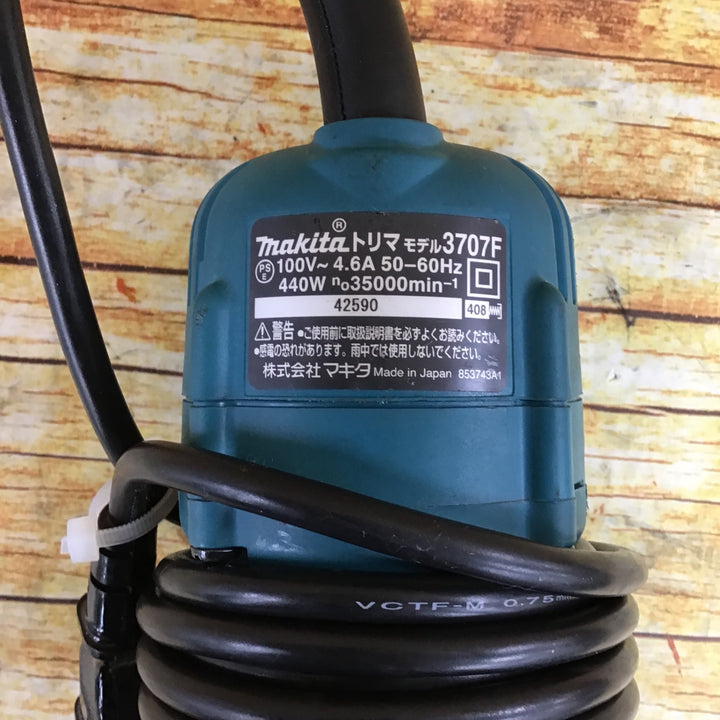 makita® トリマ モデル3707F
PSE 100V~ 4.6A 50-60Hz
440W n₀35000min⁻¹
42590 408
⚠警告 •ご使用前に取扱説明書を必ずよくお読みください。
•感電の恐れがあります。雨中では使用しないでください。
株式会社 マキタ Made in Japan 853743A1
VCTF-M 0.75mm